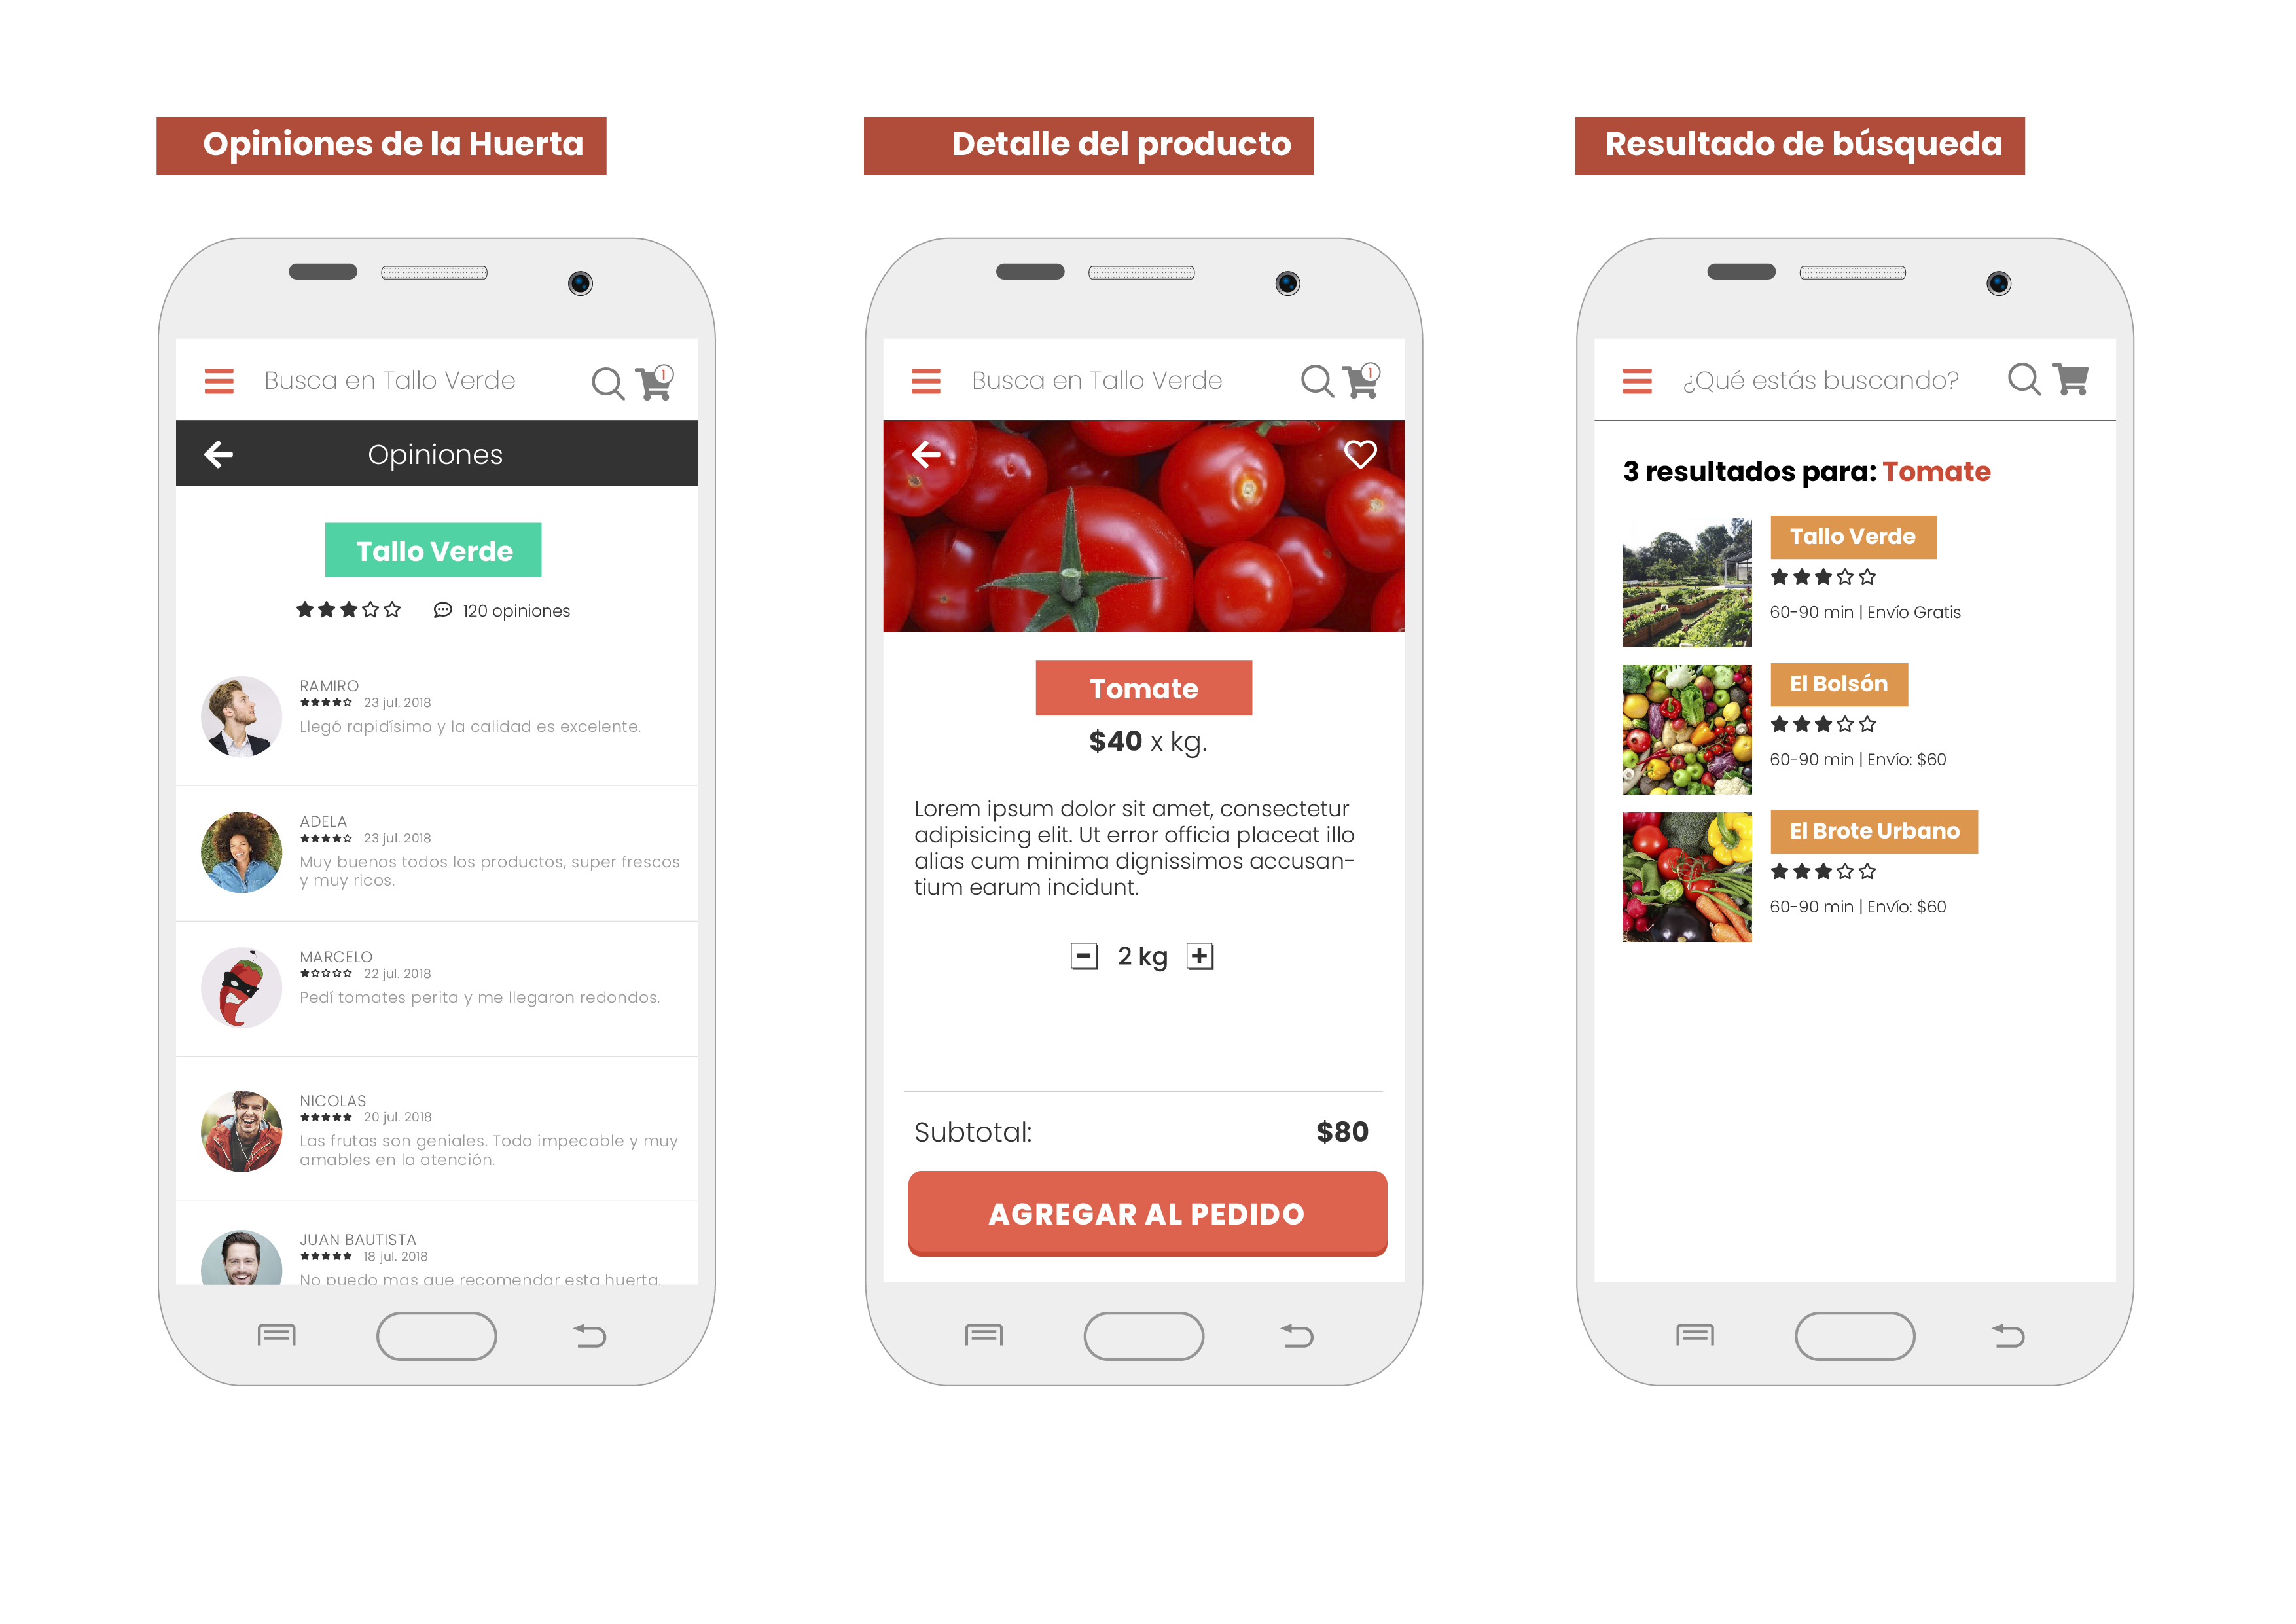 Opiniones de la Huerta
Busca en Tallo Verde
1
Opiniones
Tallo Verde
120 opiniones
RAMIRO
23 jul. 2018
Llegó rapidísimo y la calidad es excelente.
ADELA
23 jul. 2018
Muy buenos todos los productos, super frescos
y muy ricos.
MARCELO
22 jul. 2018
Pedí tomates perita y me llegaron redondos.
NICOLAS
20 jul. 2018
Las frutas son geniales. Todo impecable y muy
amables en la atención.
JUAN BAUTISTA
18 jul. 2018
No puedo mas que recomendar esta huerta.
Detalle del producto
Busca en Tallo Verde
1
Tomate
$40 x kg.
Lorem ipsum dolor sit amet, consectetur
adipisicing elit. Ut error officia placeat illo
alias cum minima dignissimos accusan-
tium earum incidunt.
- 2 kg +
Subtotal: $80
AGREGAR AL PEDIDO
Resultado de búsqueda
¿Qué estás buscando?
3 resultados para: Tomate
Tallo Verde
60-90 min | Envío Gratis
El Bolsón
60-90 min | Envío: $60
El Brote Urbano
60-90 min | Envío: $60